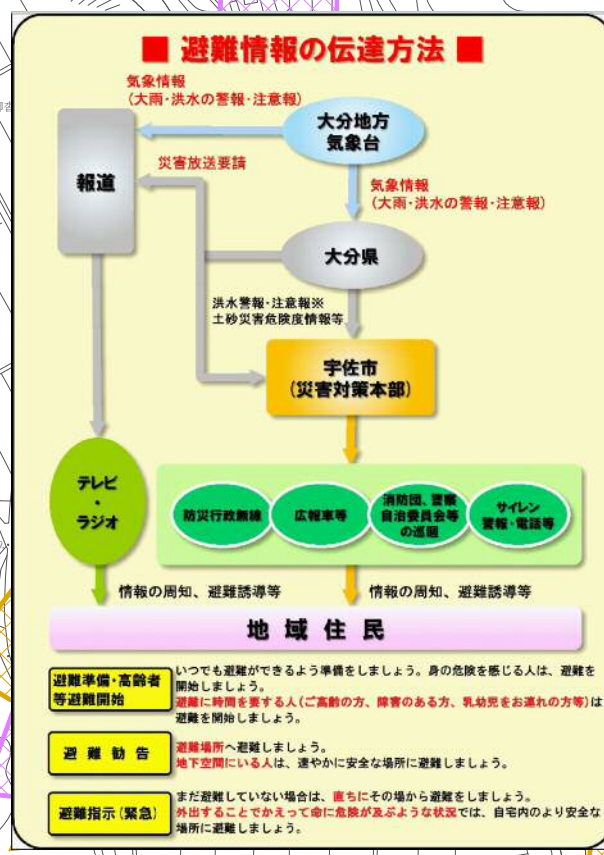 ■ 避難情報の伝達方法 ■
気象情報
(大雨・洪水の警報・注意報)
大分地方
気象台
報道
災害放送要請
気象情報
(大雨・洪水の警報・注意報)
大分県
洪水警報・注意報※
土砂災害危険度情報等
宇佐市
(災害対策本部)
テレビ
・
ラジオ
防災行政無線
広報車等
消防団、警察
自治委員会等
の巡廻
サイレン
警報・電話等
情報の周知、避難誘導等
情報の周知、避難誘導等
地域住民
避難準備・高齢者
等避難開始
いつでも避難ができるよう準備をしましょう。身の危険を感じる人は、避難を
開始しましょう。
避難に時間を要する人(ご高齢の方、障害のある方、乳幼児をお連れの方等)は
避難を開始しましょう。
避難勧告
避難場所へ避難しましょう。
地下空間にいる人は、速やかに安全な場所に避難しましょう。
避難指示(緊急)
まだ避難していない場合は、直ちにその場から避難をしましょう。
外出することでかえって命に危険が及ぶような状況では、自宅内のより安全な
場所に避難しましょう。